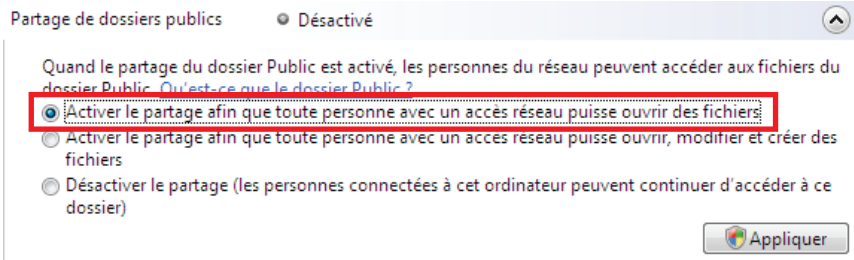 Partage de dossiers publics Désactivé
Quand le partage du dossier Public est activé, les personnes du réseau peuvent accéder aux fichiers du
dossier Public. Qu'est-ce que le dossier Public ?
Activer le partage afin que toute personne avec un accès réseau puisse ouvrir des fichiers
Activer le partage afin que toute personne avec un accès réseau puisse ouvrir, modifier et créer des
fichiers
Désactiver le partage (les personnes connectées à cet ordinateur peuvent continuer d'accéder à ce
dossier)
Appliquer